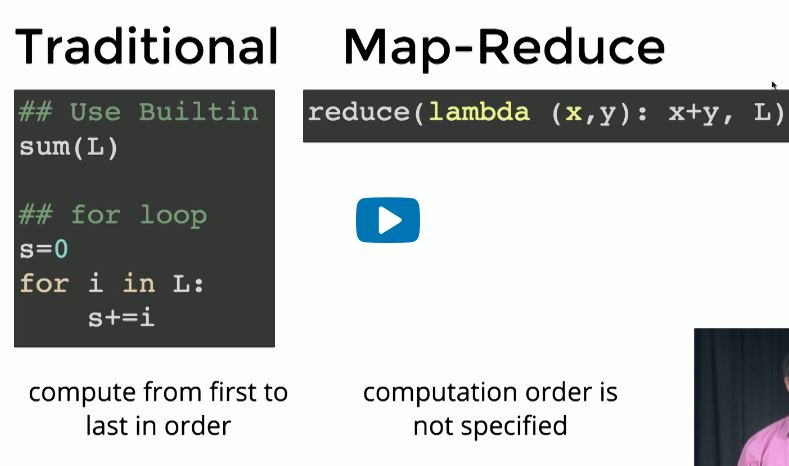 Traditional
## Use Builtin
sum(L)
## for loop
s=0
for i in L:
s+=i
compute from first to
last in order
Map-Reduce
reduce(lambda (x,y): x+y, L)
computation order is
not specified